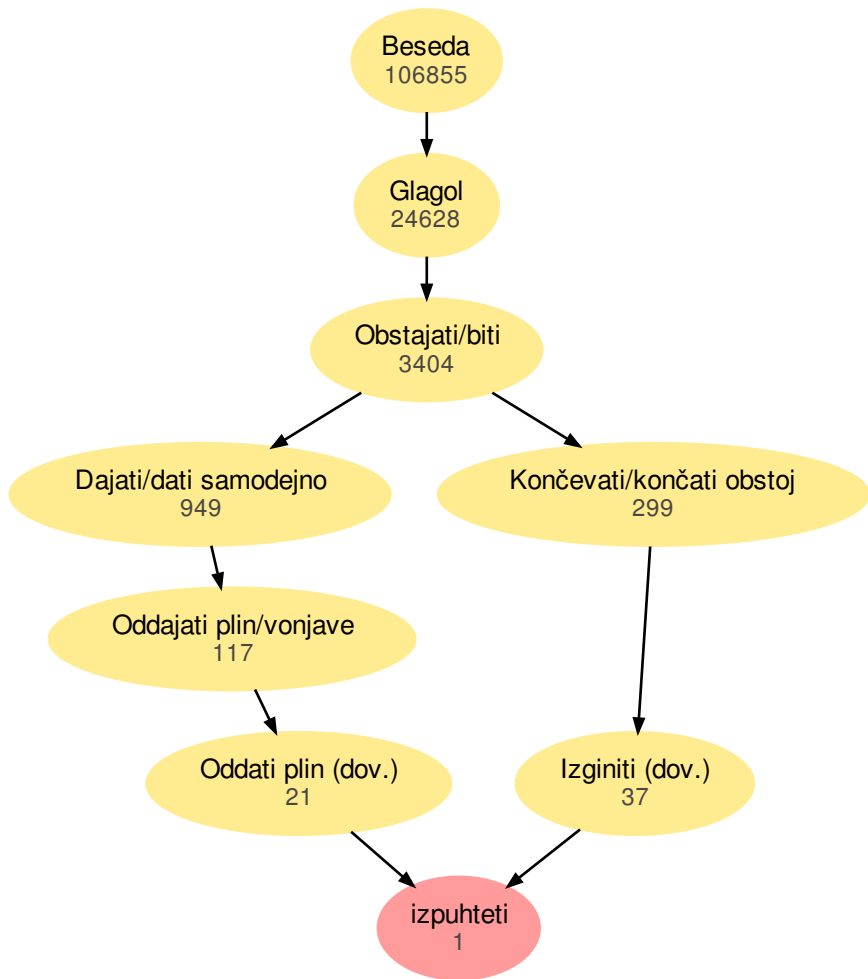 Beseda
106855
Glagol
24628
Obstajati/biti
3404
Dajati/dati samodejno
949
Končevati/končati obstoj
299
Oddajati plin/vonjave
117
Oddati plin (dov.)
21
Izginiti (dov.)
37
izpuhteti
1